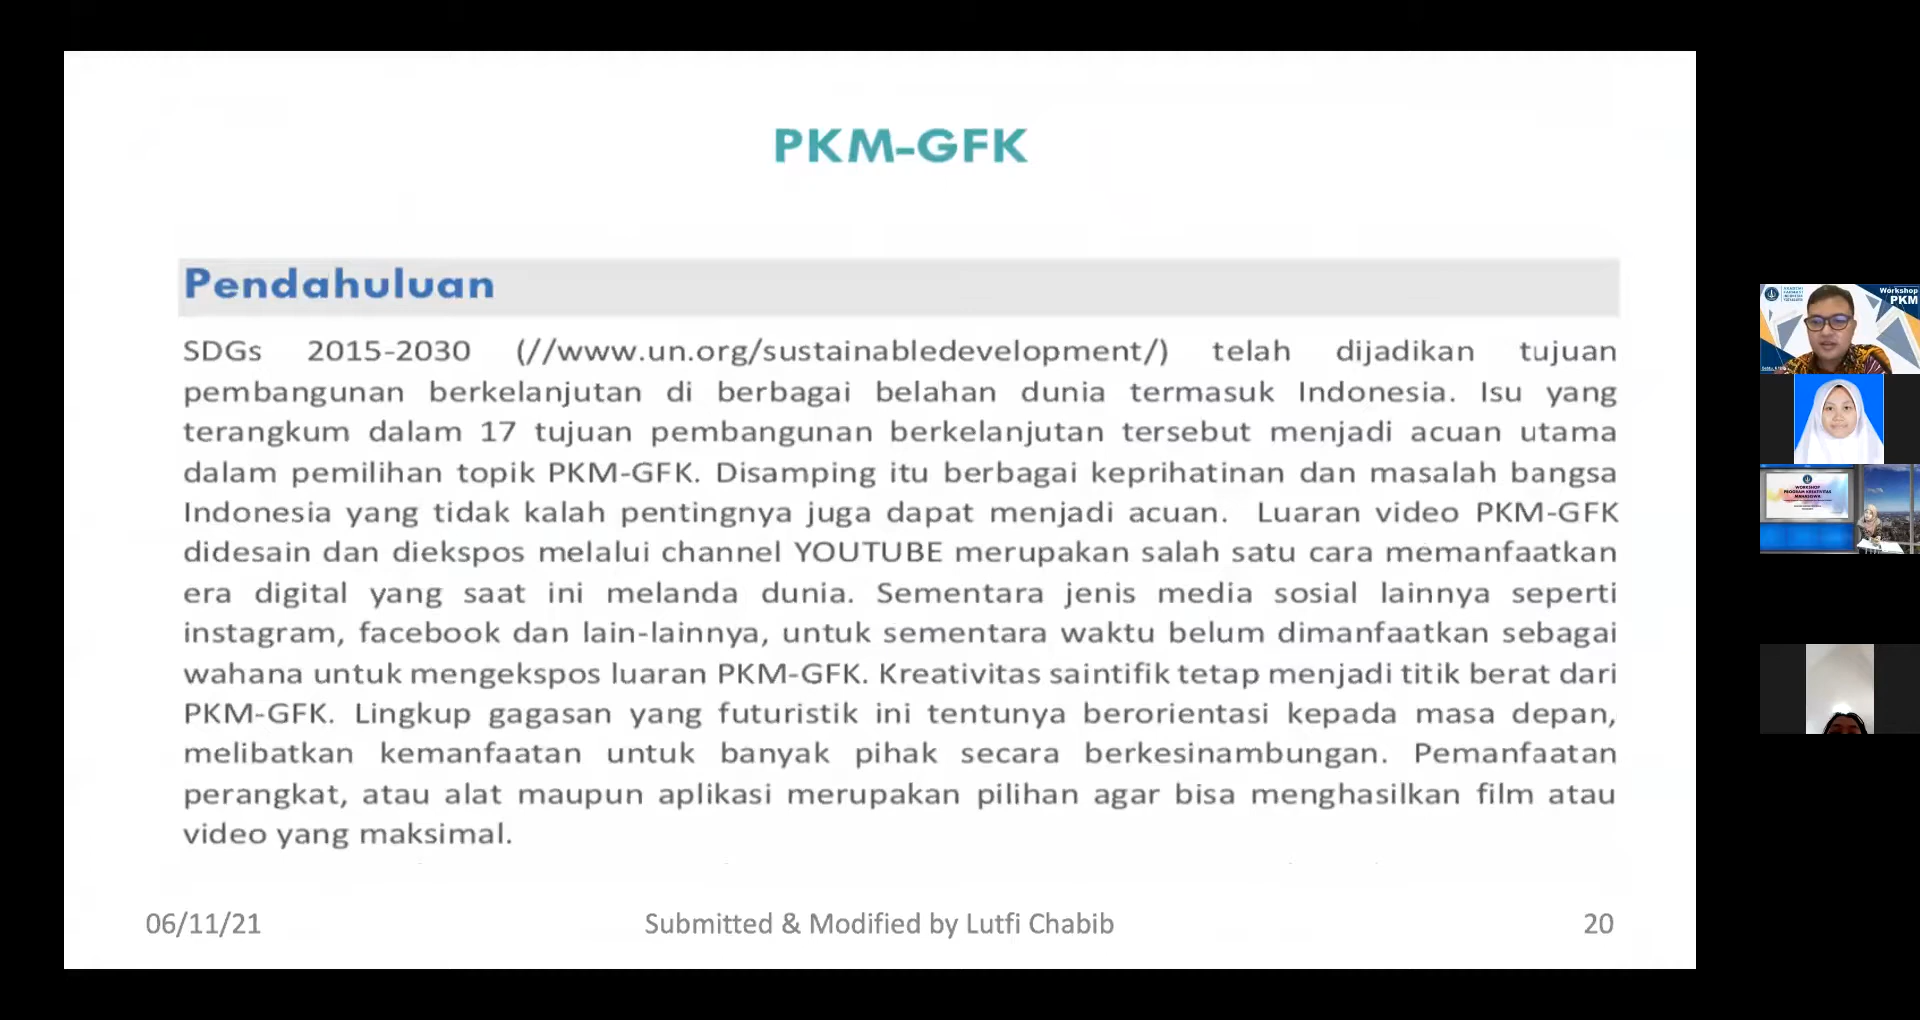 PKM-GFK
Pendahuluan
SDGs 2015-2030 (//www.un.org/sustainabledevelopment/) telah dijadikan tujuan
pembangunan berkelanjutan di berbagai belahan dunia termasuk Indonesia. Isu yang
terangkum dalam 17 tujuan pembangunan berkelanjutan tersebut menjadi acuan utama
dalam pemilihan topik PKM-GFK. Disamping itu berbagai keprihatinan dan masalah bangsa
Indonesia yang tidak kalah pentingnya juga dapat menjadi acuan. Luaran video PKM-GFK
didesain dan diekspos melalui channel YOUTUBE merupakan salah satu cara memanfaatkan
era digital yang saat ini melanda dunia. Sementara jenis media sosial lainnya seperti
instagram, facebook dan lain-lainnya, untuk sementara waktu belum dimanfaatkan sebagai
wahana untuk mengekspos luaran PKM-GFK. Kreativitas saintifik tetap menjadi titik berat dari
PKM-GFK. Lingkup gagasan yang futuristik ini tentunya berorientasi kepada masa depan,
melibatkan kemanfaatan untuk banyak pihak secara berkesinambungan. Pemanfaatan
perangkat, atau alat maupun aplikasi merupakan pilihan agar bisa menghasilkan film atau
video yang maksimal.
06/11/21
Submitted & Modified by Lutfi Chabib
20
Workshop
PKM
WORKSHOP
PROGRAM KREATIVITAS
MAHASISWA